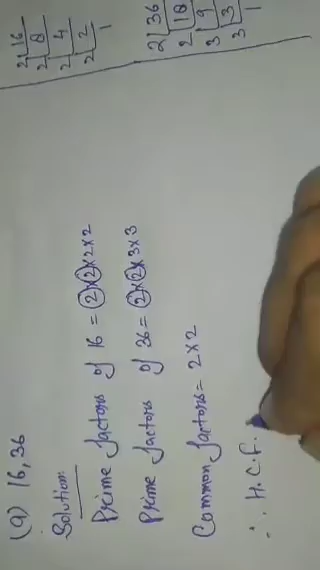 (a) 16, 36
Solution:
Prime factors of 16 = 2×2×2×2
Prime factors of 36 = 2×2×3×3
Common factors = 2×2
∴ H.C.F.
2 16
2 8
2 4
2 2
1
2 36
2 18
3 9
3 3
1